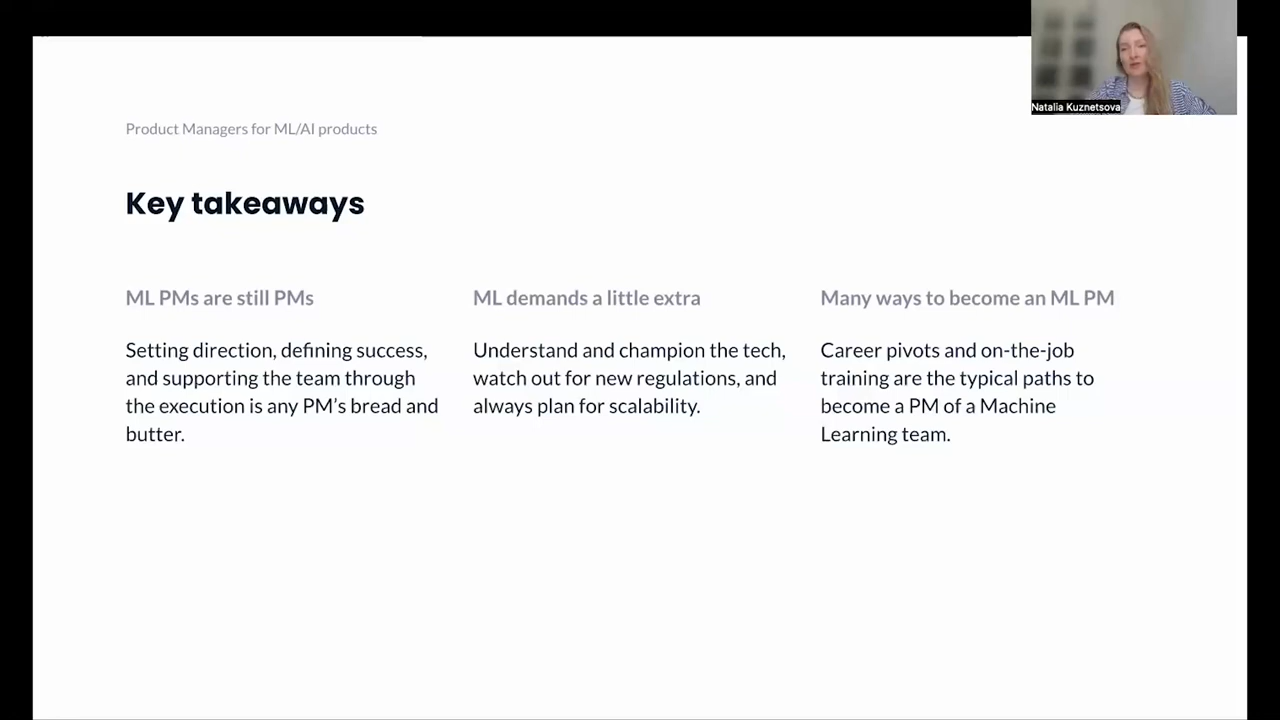 Natalia Kuznetsova
Product Managers for ML/AI products
Key takeaways
ML PMs are still PMs
Setting direction, defining success,
and supporting the team through
the execution is any PM’s bread and
butter.
ML demands a little extra
Understand and champion the tech,
watch out for new regulations, and
always plan for scalability.
Many ways to become an ML PM
Career pivots and on-the-job
training are the typical paths to
become a PM of a Machine
Learning team.